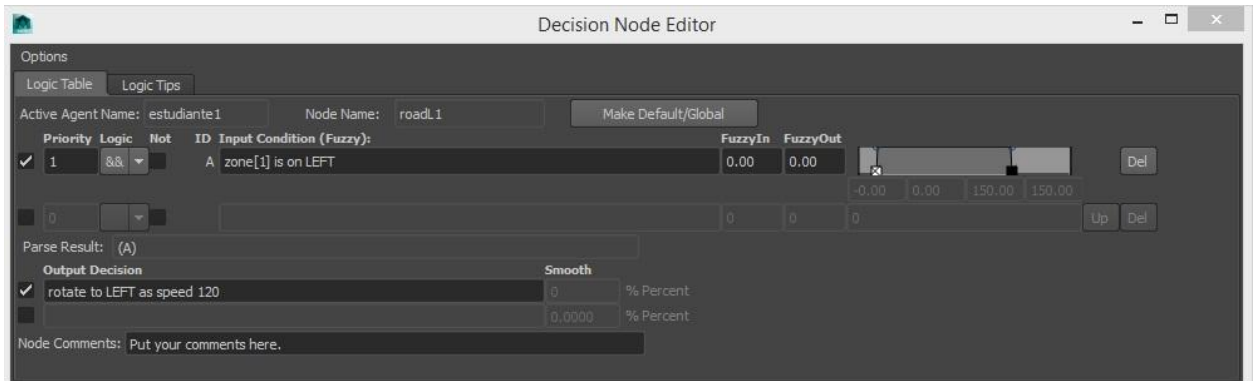 Decision Node Editor
Options
Logic Table Logic Tips
Active Agent Name: estudiante1 Node Name: roadL1 Make Default/Global
Priority Logic Not ID Input Condition (Fuzzy): FuzzyIn FuzzyOut
1 && A zone[1] is on LEFT 0.00 0.00 Del
-0.00 0.00 150.00 150.00
0 0 0 0 Up Del
Parse Result: (A)
Output Decision Smooth
rotate to LEFT as speed 120 0 % Percent
0.0000 % Percent
Node Comments: Put your comments here.